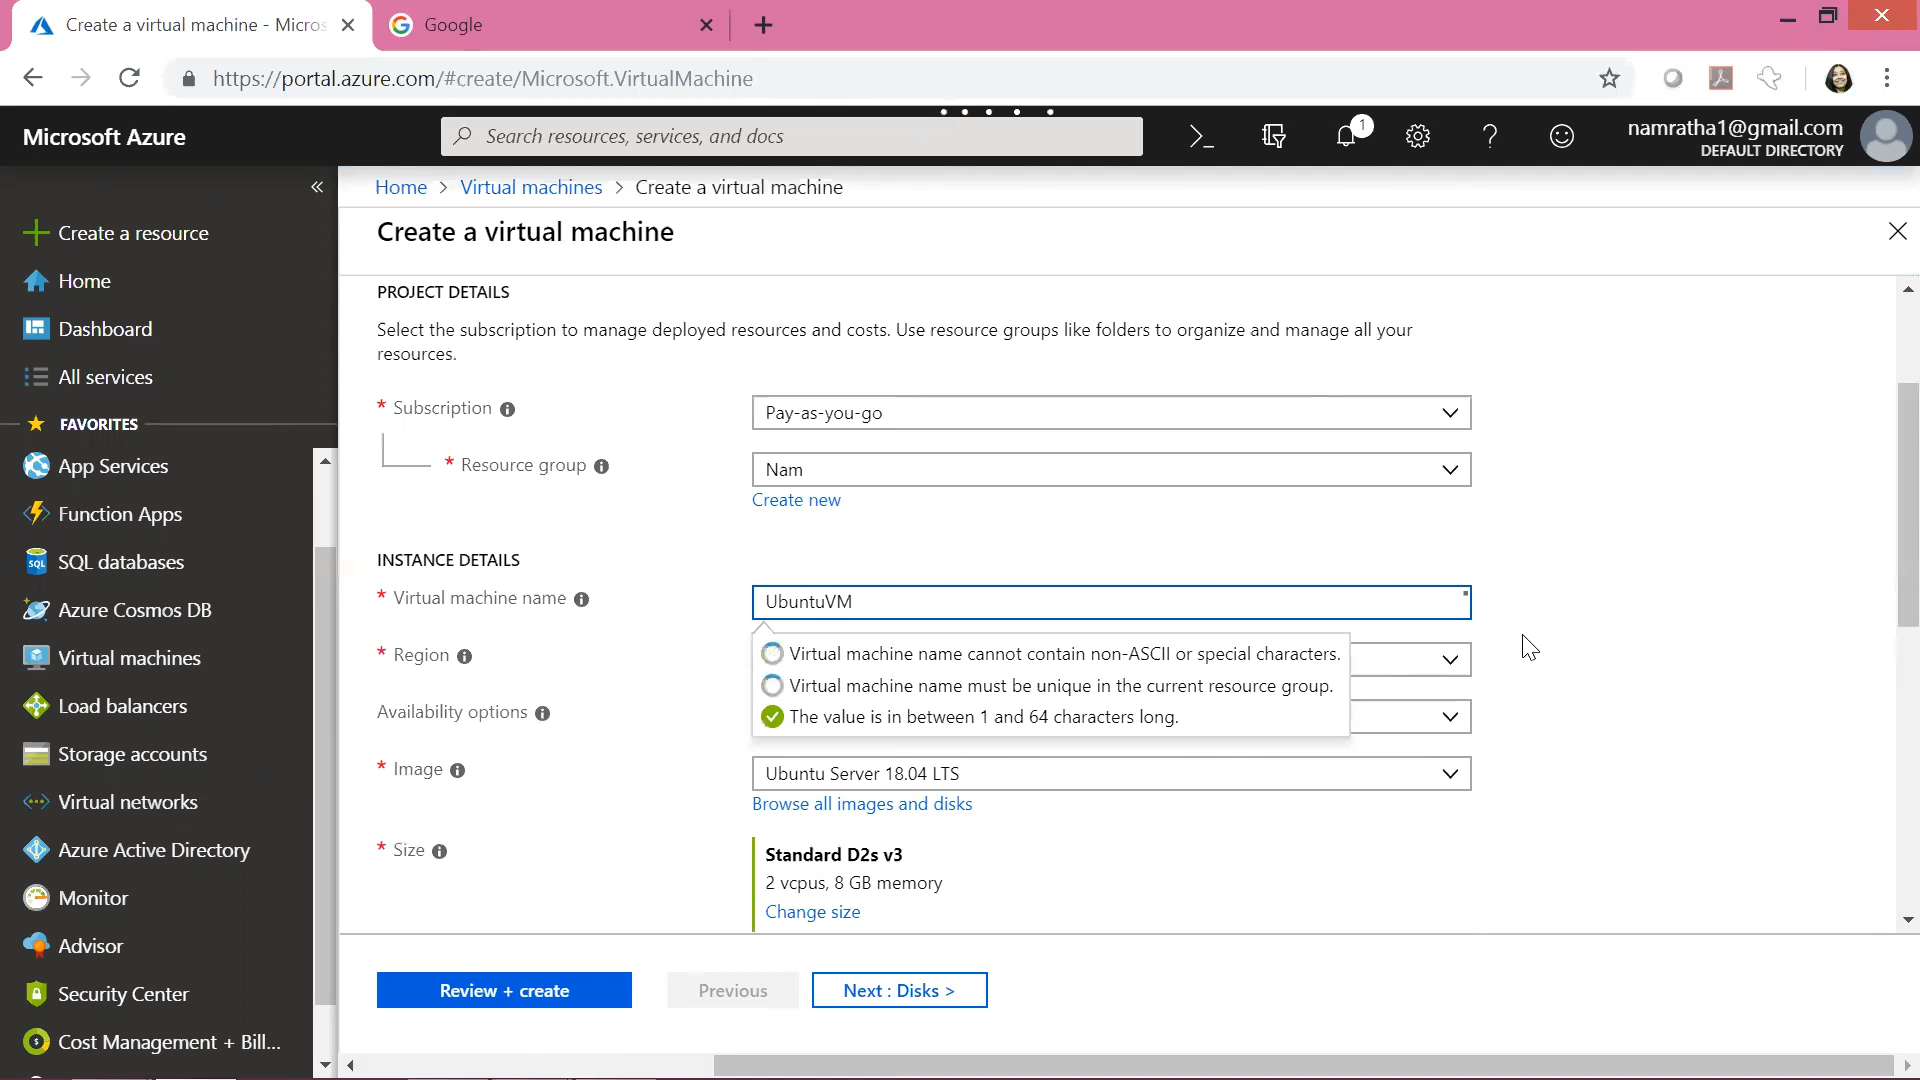 Create a virtual machine - Micros
Google
https://portal.azure.com/#create/Microsoft.VirtualMachine
Microsoft Azure
Search resources, services, and docs
1
namratha1@gmail.com
DEFAULT DIRECTORY
Home > Virtual machines > Create a virtual machine
Create a virtual machine
Create a resource
Home
Dashboard
All services
FAVORITES
App Services
Function Apps
SQL databases
Azure Cosmos DB
Virtual machines
Load balancers
Storage accounts
Virtual networks
Azure Active Directory
Monitor
Advisor
Security Center
Cost Management + Bill...
PROJECT DETAILS
Select the subscription to manage deployed resources and costs. Use resource groups like folders to organize and manage all your
resources.
* Subscription
Pay-as-you-go
* Resource group
Nam
Create new
INSTANCE DETAILS
* Virtual machine name
UbuntuVM
Virtual machine name cannot contain non-ASCII or special characters.
Virtual machine name must be unique in the current resource group.
The value is in between 1 and 64 characters long.
* Region
Availability options
* Image
Ubuntu Server 18.04 LTS
Browse all images and disks
* Size
Standard D2s v3
2 vcpus, 8 GB memory
Change size
Review + create
Previous
Next : Disks >